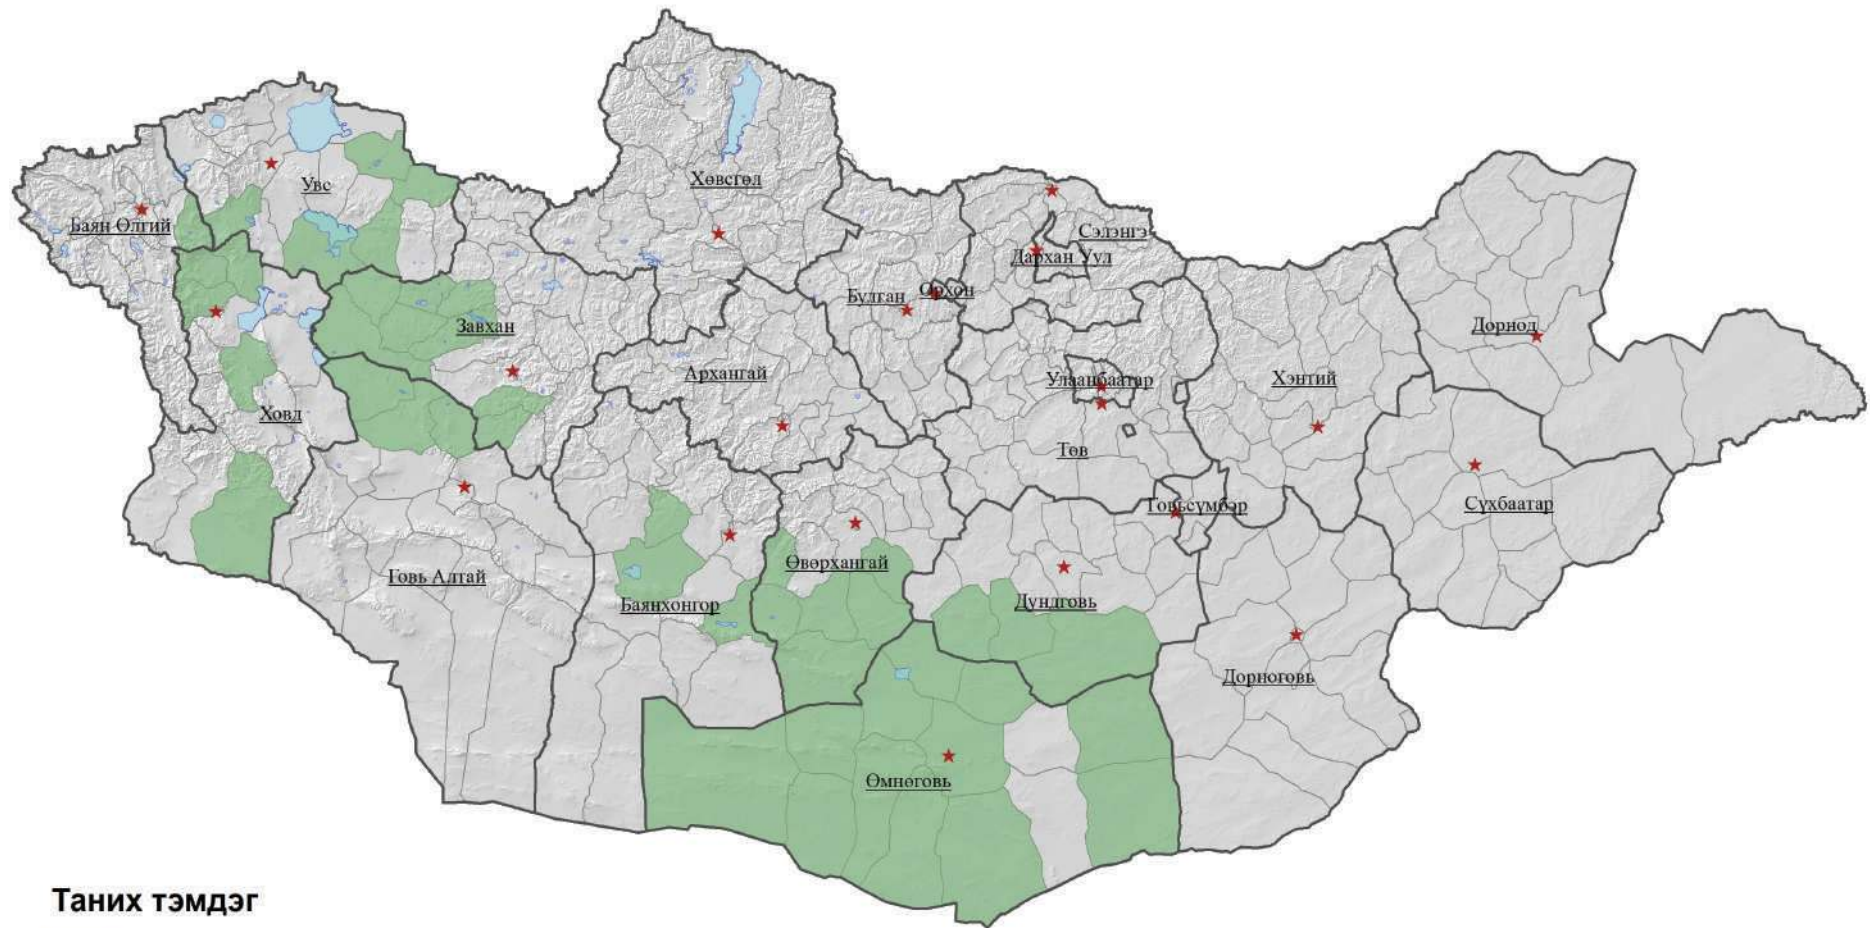 Хөвсгөл
Увс
Баян Өлгий
Сэлэнгэ
Дархан Уул
Орхон
Булган
Завхан
Дорнод
Архангай
Улаанбаатар
Хэнтий
Ховд
Төв
Говьсүмбэр
Сүхбаатар
Өвөрхангай
Говь Алтай
Баянхонгор
Дундговь
Дорноговь
Өмнөговь
Таних тэмдэг